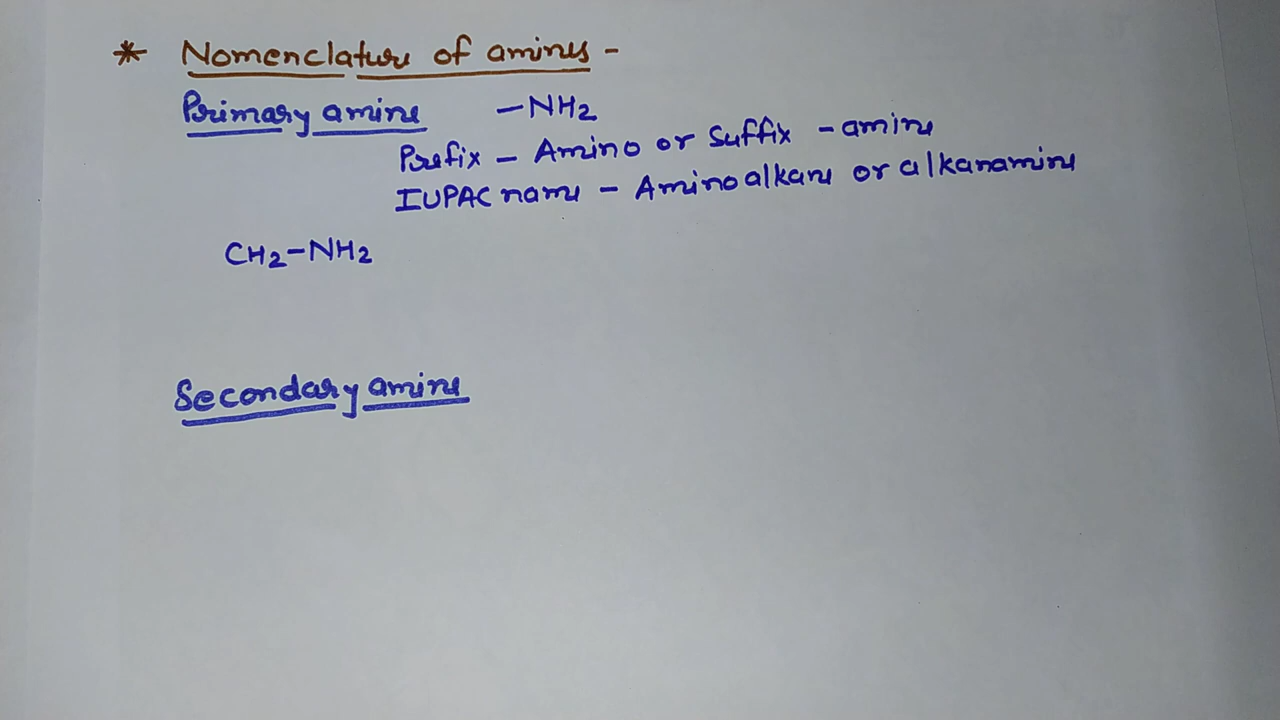 * Nomenclature of amines -
Primary amine -NH2
Prefix - Amino or Suffix - amine
IUPAC name - Aminoalkane or alkanamine
CH2-NH2
Secondary amine